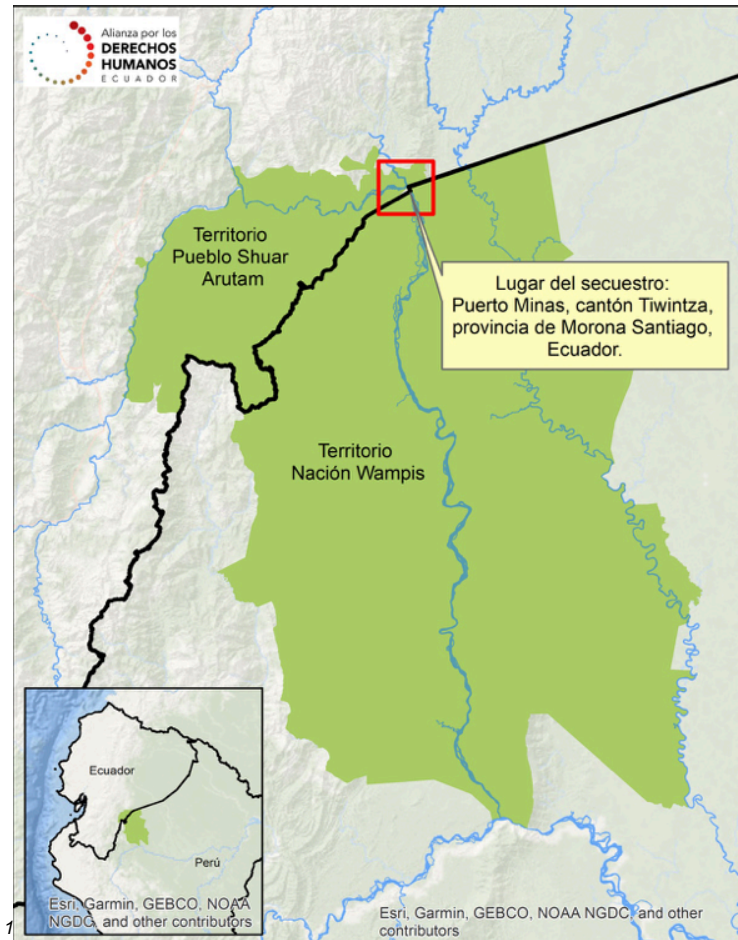 Alianza por los
DERECHOS
HUMANOS
ECUADOR
Territorio
Pueblo Shuar
Arutam
Lugar del secuestro:
Puerto Minas, cantón Tiwintza,
provincia de Morona Santiago,
Ecuador.
Territorio
Nación Wampis
Ecuador
Perú
Esri, Garmin, GEBCO, NOAA
NGDC, and other contributors
Esri, Garmin, GEBCO, NOAA NGDC, and other
contributors
1